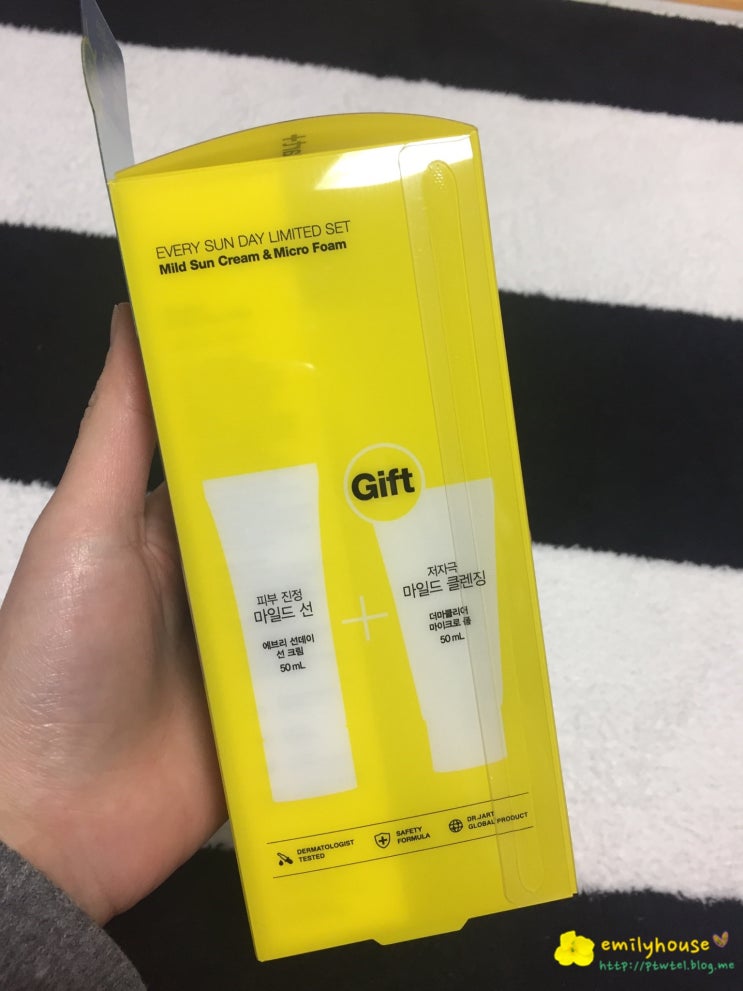 EVERY SUN DAY LIMITED SET
Mild Sun Cream & Micro Foam
Gift
피부 진정
마일드 선
에브리 선데이
선 크림
50 mL
저자극
마일드 클렌징
더마클리어
마이크로 폼
50 mL
DERMATOLOGIST
TESTED
SAFETY
FORMULA
DR.JART
GLOBAL PRODUCT
emilyhouse
http://ptwtel.blog.me